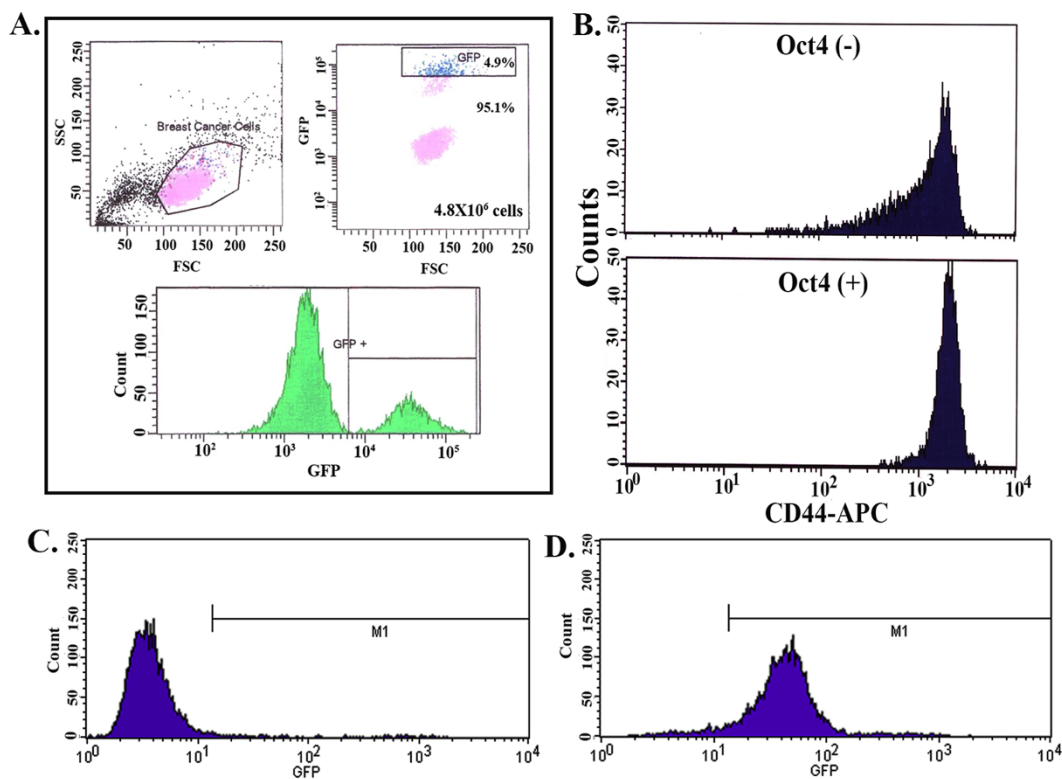 A.
SSC
250
200
150
100
50
Breast Cancer Cells
50 100 150 200 250
FSC
GFP
10⁵
10⁴
10³
10²
GFP 4.9%
95.1%
4.8X10⁶ cells
50 100 150 200 250
FSC
Count
150
100
50
0
GFP +
10² 10³ 10⁴ 10⁵
GFP
B.
Counts
50
40
30
20
10
0
Oct4 (-)
50
40
30
20
10
0
Oct4 (+)
10⁰ 10¹ 10² 10³ 10⁴
CD44-APC
C.
Count
250
200
150
100
50
0
M1
10⁰ 10¹ 10² 10³ 10⁴
GFP
D.
Count
250
200
150
100
50
0
M1
10⁰ 10¹ 10² 10³ 10⁴
GFP